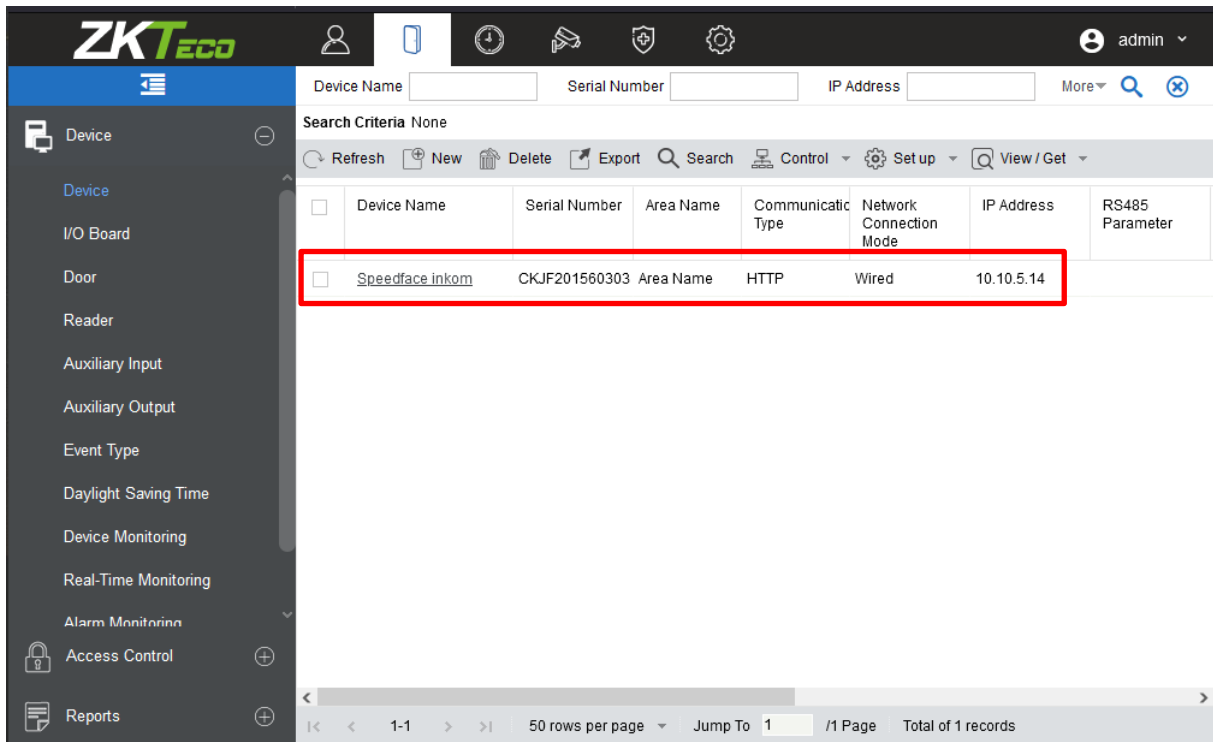 ZKTeco
admin
Device Name Serial Number IP Address More
Search Criteria None
Device
Refresh New Delete Export Search Control Set up View / Get
Device
I/O Board
Door
Reader
Auxiliary Input
Auxiliary Output
Event Type
Daylight Saving Time
Device Monitoring
Real-Time Monitoring
Alarm Monitoring
Access Control
Reports
Device Name Serial Number Area Name Communicatio Network IP Address RS485
Type Connection Parameter
Mode
Speedface inkom CKJF201560303 Area Name HTTP Wired 10.10.5.14
1-1 50 rows per page Jump To 1 /1 Page Total of 1 records